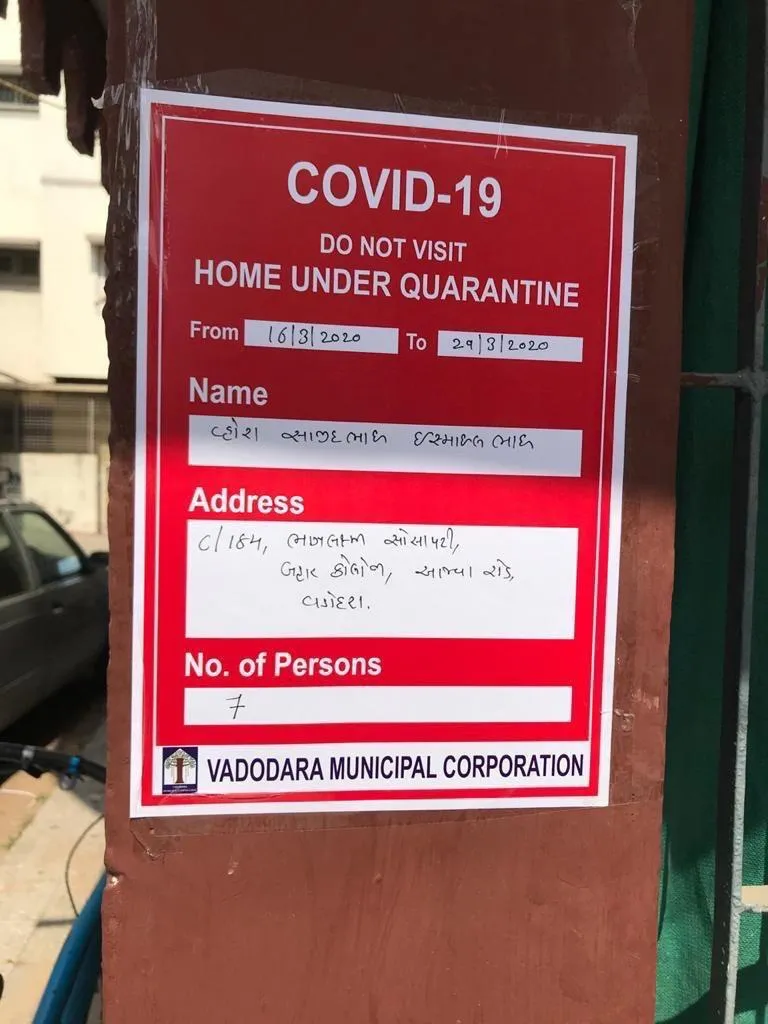 COVID-19
DO NOT VISIT
HOME UNDER QUARANTINE
From 16/3/2020 To 29/3/2020
Name
વ્હોરા સાજીદભાઇ ઇસ્માઇલભાઇ
Address
C/184, સોસાયટી,
બહાર કોલોની, આજવા રોડ,
વડોદરા.
No. of Persons
7
VADODARA MUNICIPAL CORPORATION